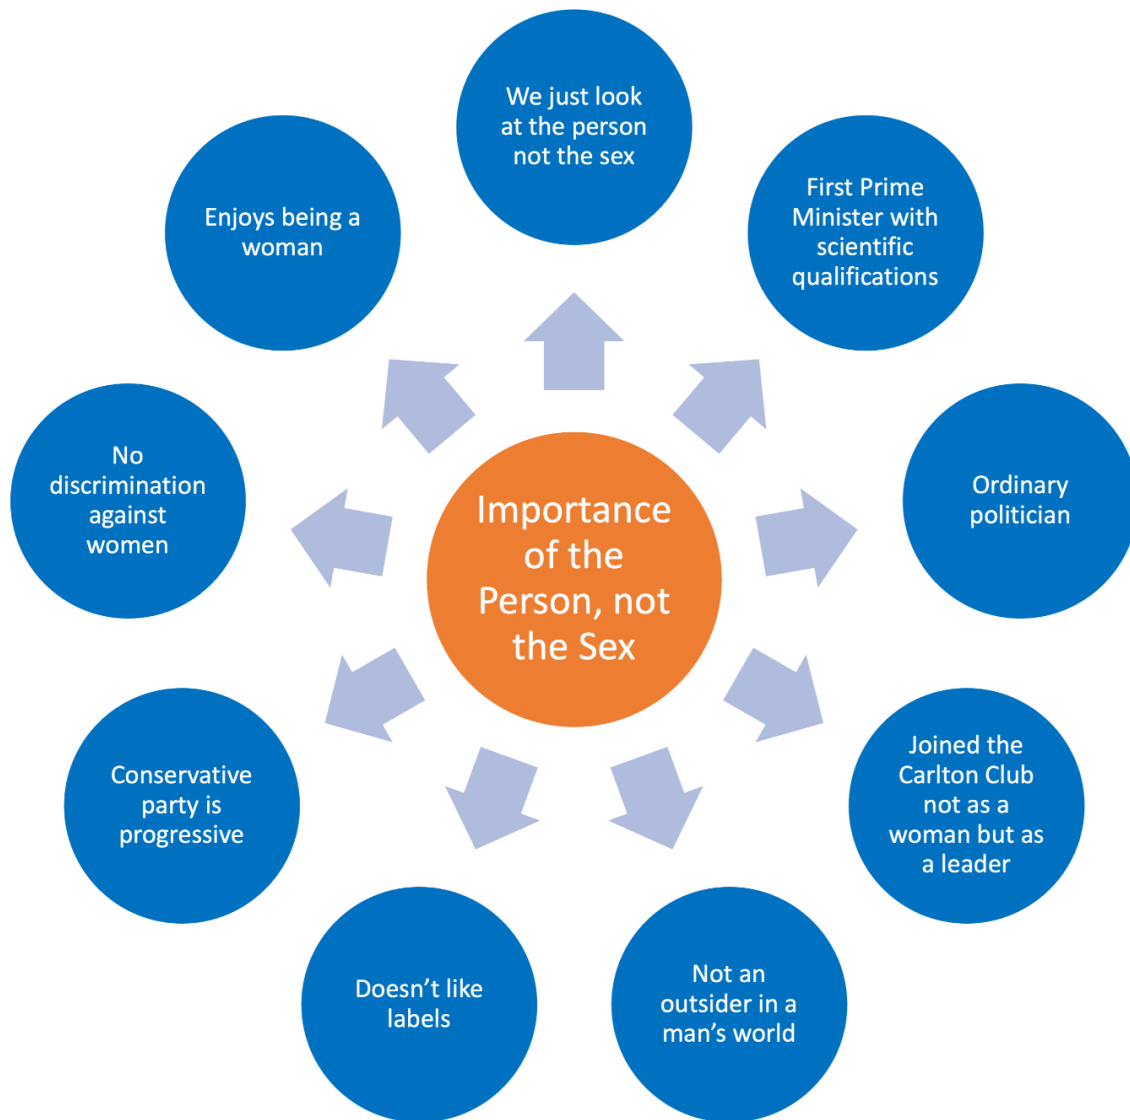 We just look
at the person
not the sex
First Prime
Minister with
scientific
qualifications
Ordinary
politician
Joined the
Carlton Club
not as a
woman but as
a leader
Not an
outsider in a
man's world
Doesn't like
labels
Conservative
party is
progressive
No
discrimination
against
women
Enjoys being a
woman
Importance
of the
Person, not
the Sex